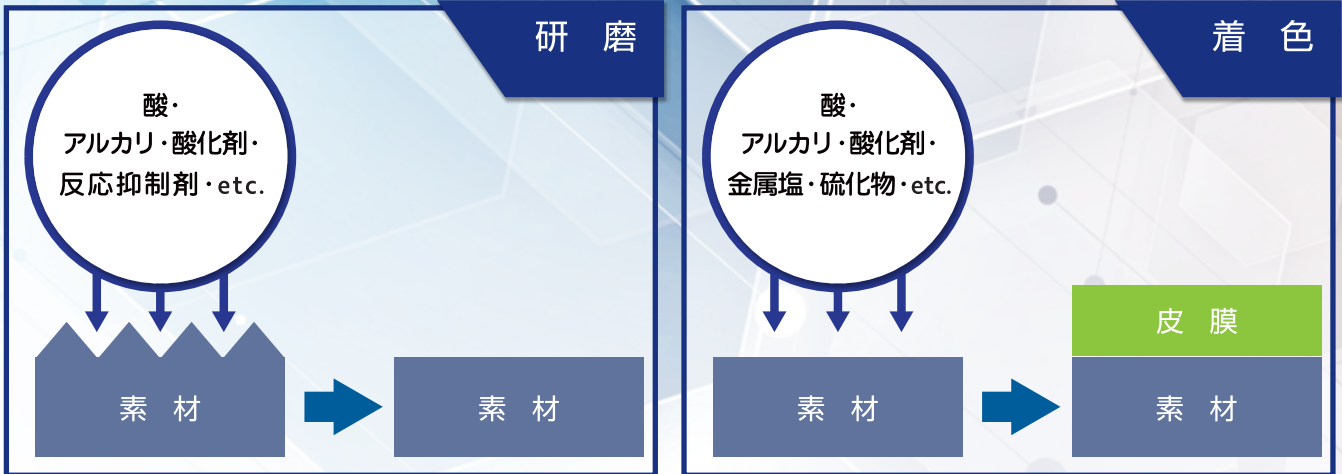 研磨
酸・
アルカリ・酸化剤・
反応抑制剤・etc.
素材
素材
着色
酸・
アルカリ・酸化剤・
金属塩・硫化物・etc.
素材
皮膜
素材